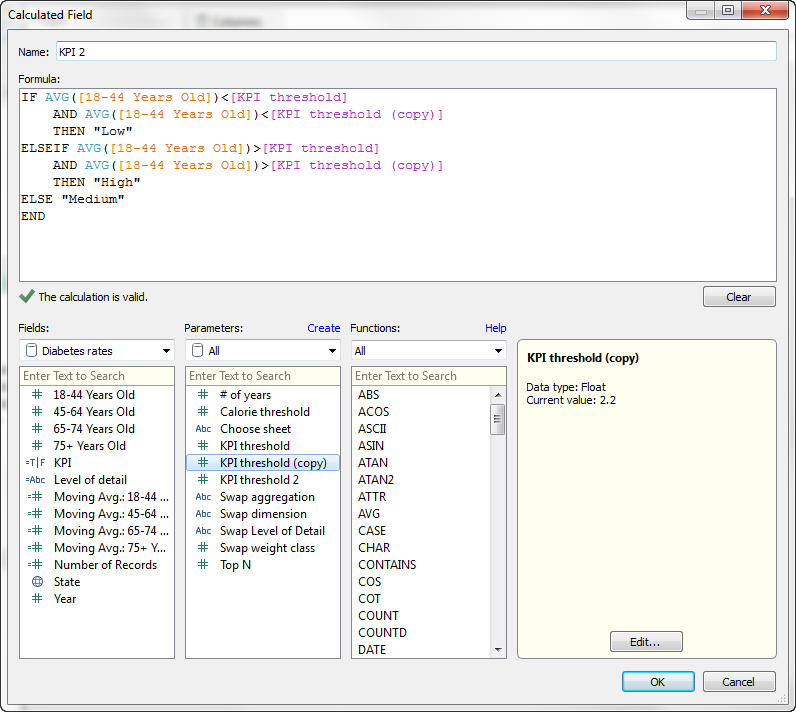 Calculated Field
Name: KPI 2
Formula:
IF AVG([18-44 Years Old])<[KPI threshold]
AND AVG([18-44 Years Old])<[KPI threshold (copy)]
THEN "Low"
ELSEIF AVG([18-44 Years Old])>[KPI threshold]
AND AVG([18-44 Years Old])>[KPI threshold (copy)]
THEN "High"
ELSE "Medium"
END
The calculation is valid.
Clear
Fields:
Diabetes rates
Enter Text to Search
# 18-44 Years Old
# 45-64 Years Old
# 65-74 Years Old
# 75+ Years Old
=T|F KPI
=Abc Level of detail
=# Moving Avg.: 18-44 ...
=# Moving Avg.: 45-64 ...
=# Moving Avg.: 65-74 ...
=# Moving Avg.: 75+ Y...
=# Number of Records
State
# Year
Parameters: Create
All
Enter Text to Search
# # of years
# Calorie threshold
Abc Choose sheet
# KPI threshold
# KPI threshold (copy)
# KPI threshold 2
Abc Swap aggregation
Abc Swap dimension
Abc Swap Level of Detail
# Swap weight class
# Top N
Functions: Help
All
Enter Text to Search
ABS
ACOS
ASCII
ASIN
ATAN
ATAN2
ATTR
AVG
CASE
CHAR
CONTAINS
COS
COT
COUNT
COUNTD
DATE
KPI threshold (copy)
Data type: Float
Current value: 2.2
Edit...
OK Cancel